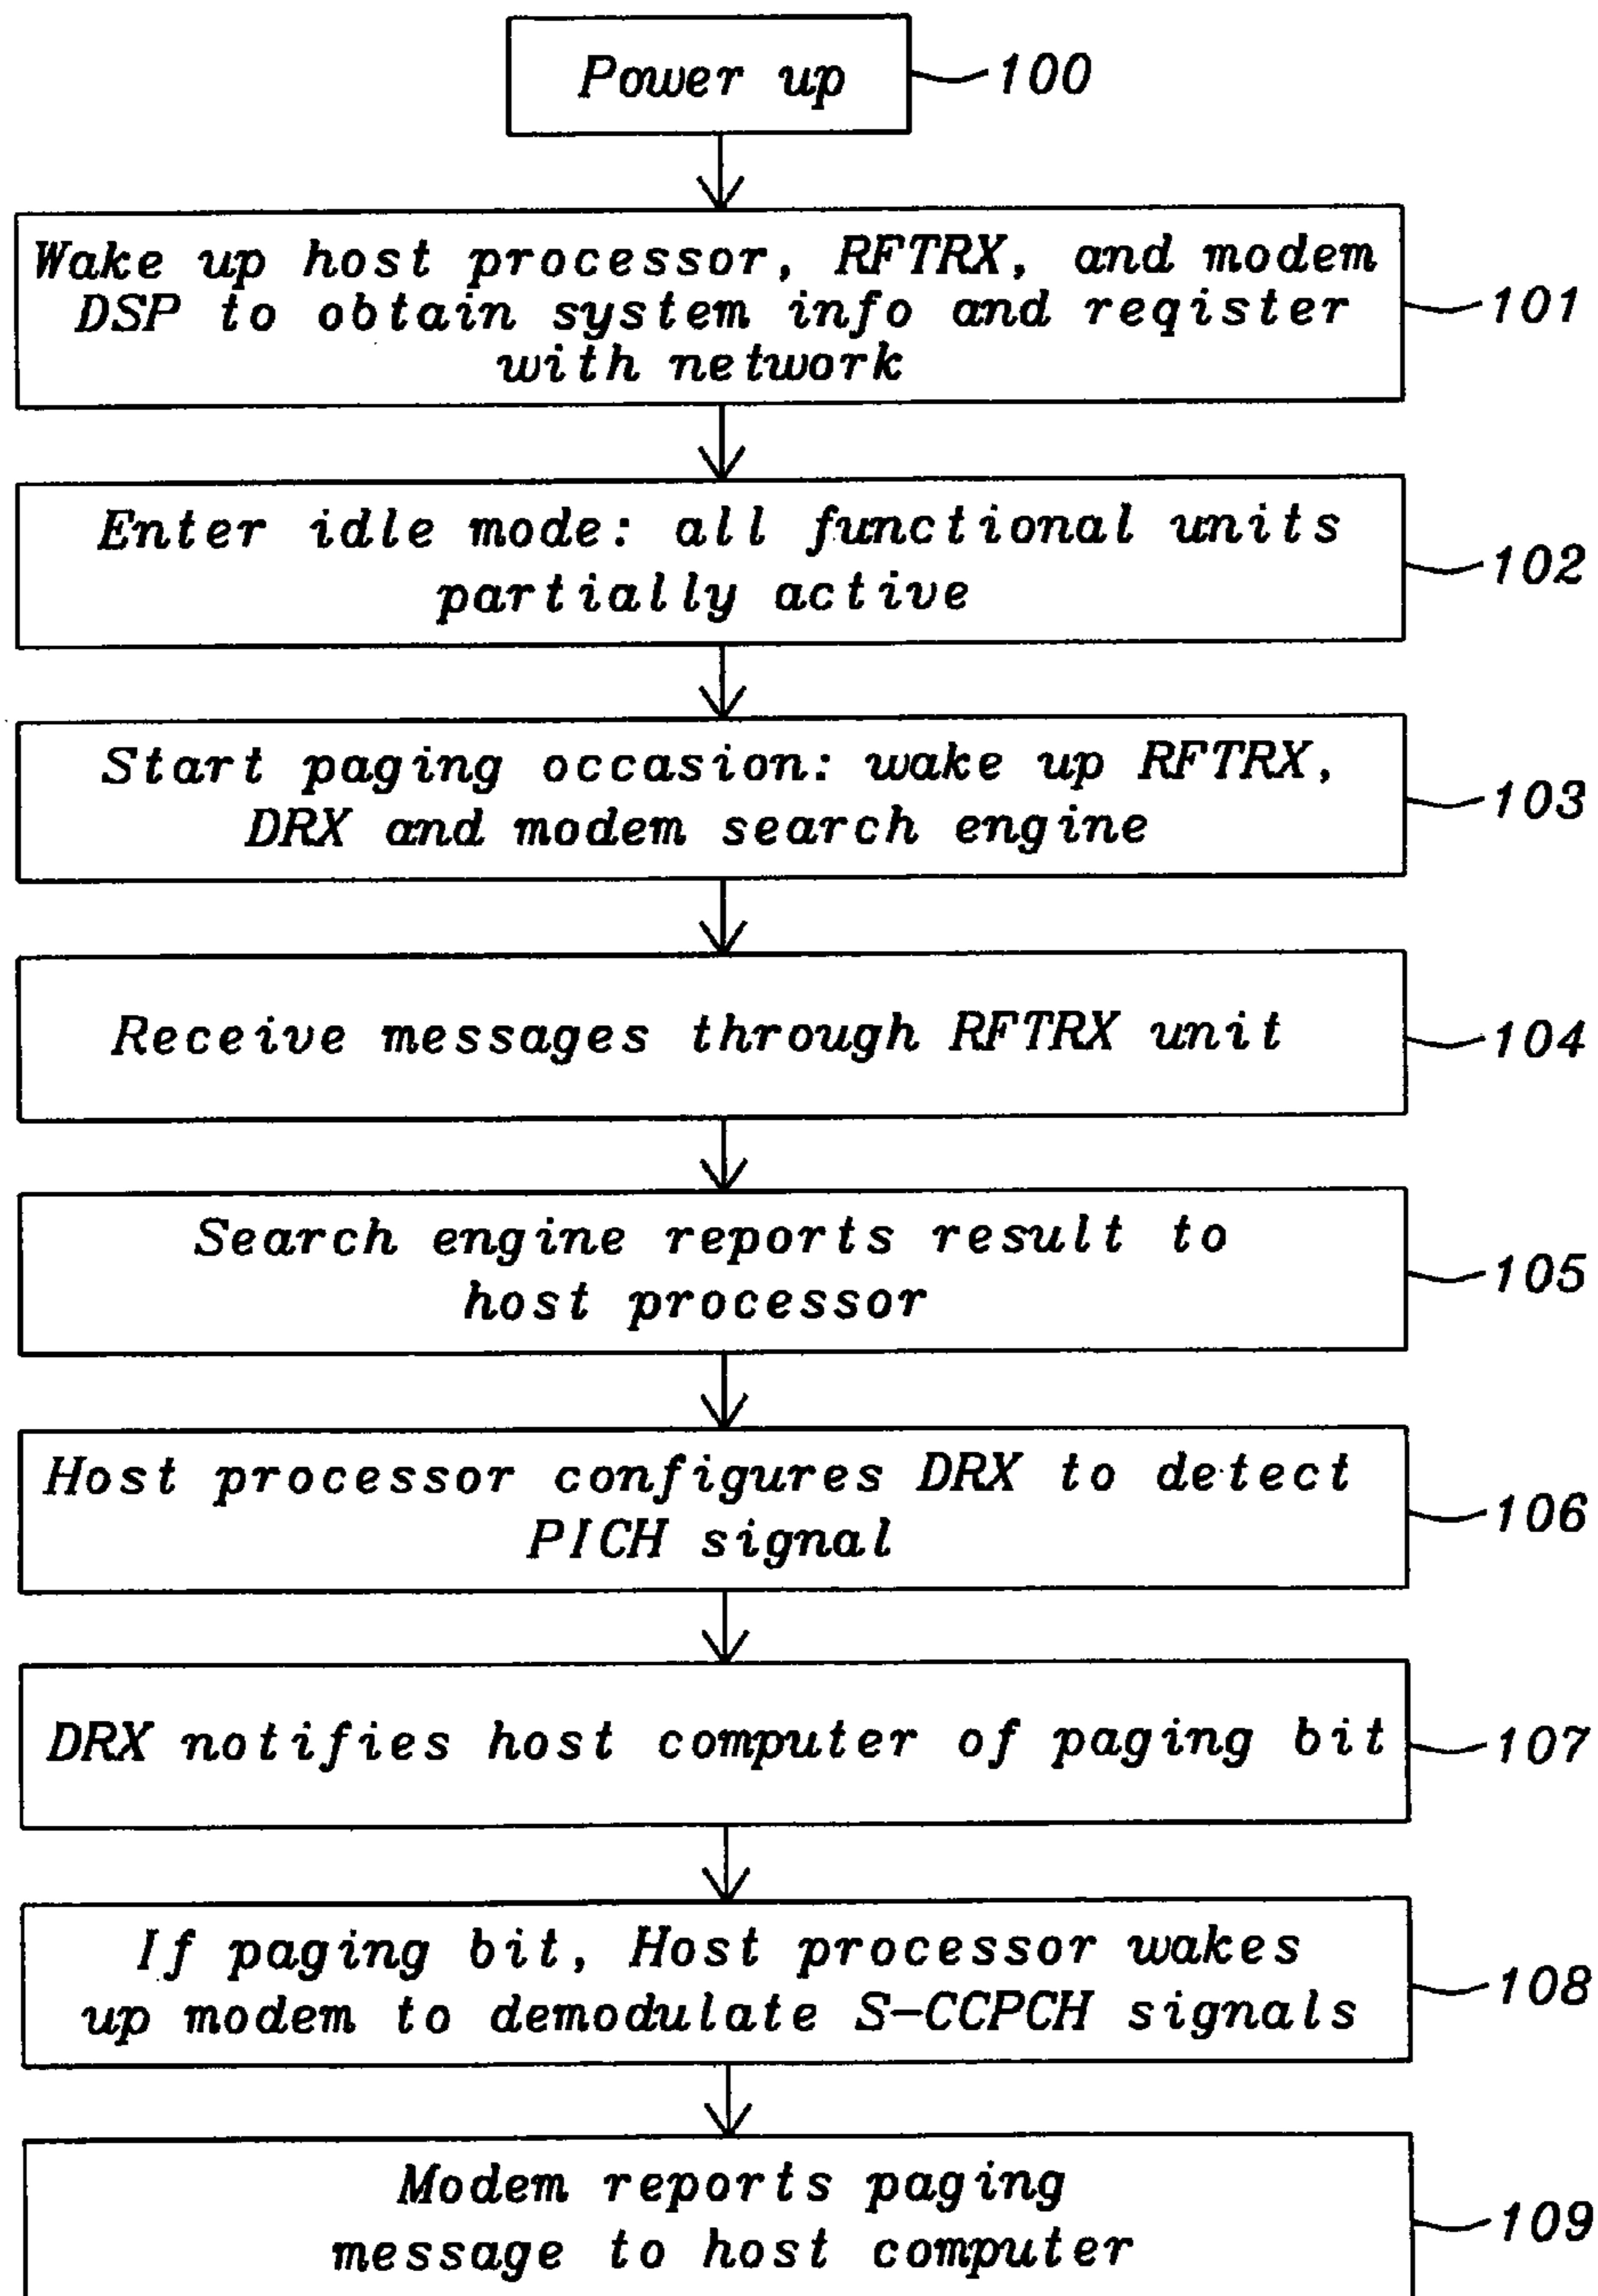 Power up
100
Wake up host processor, RFTRX, and modem
DSP to obtain system info and reqister
with network
101
Enter idle mode: all functional units
partially active
102
Start paging occasion: wake up RFTRX,
DRX and modem search engine
103
Receive messages through RFTRX unit
104
Search engine reports result to
host processor
105
Host processor configures DRX to detect
PICH signal
106
DRX notifies host computer of paging bit
107
If paging bit, Host processor wakes
up modem to demodulate S-CCPCH signals
108
Modem reports paging
message to host computer
109